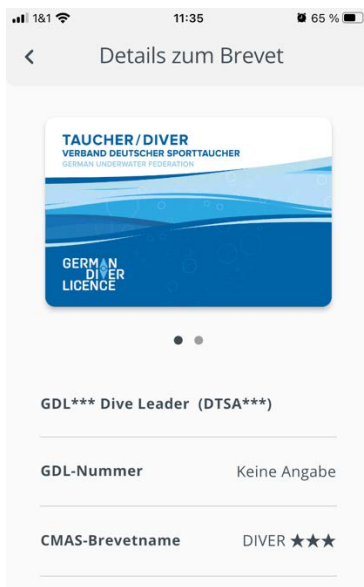 1&1 11:35 65 %
Details zum Brevet
TAUCHER/DIVER
VERBAND DEUTSCHER SPORTTAUCHER
GERMAN UNDERWATER FEDERATION
GERMAN
DIVER
LICENCE
GDL*** Dive Leader (DTSA***)
GDL-Nummer Keine Angabe
CMAS-Brevetname DIVER ★★★